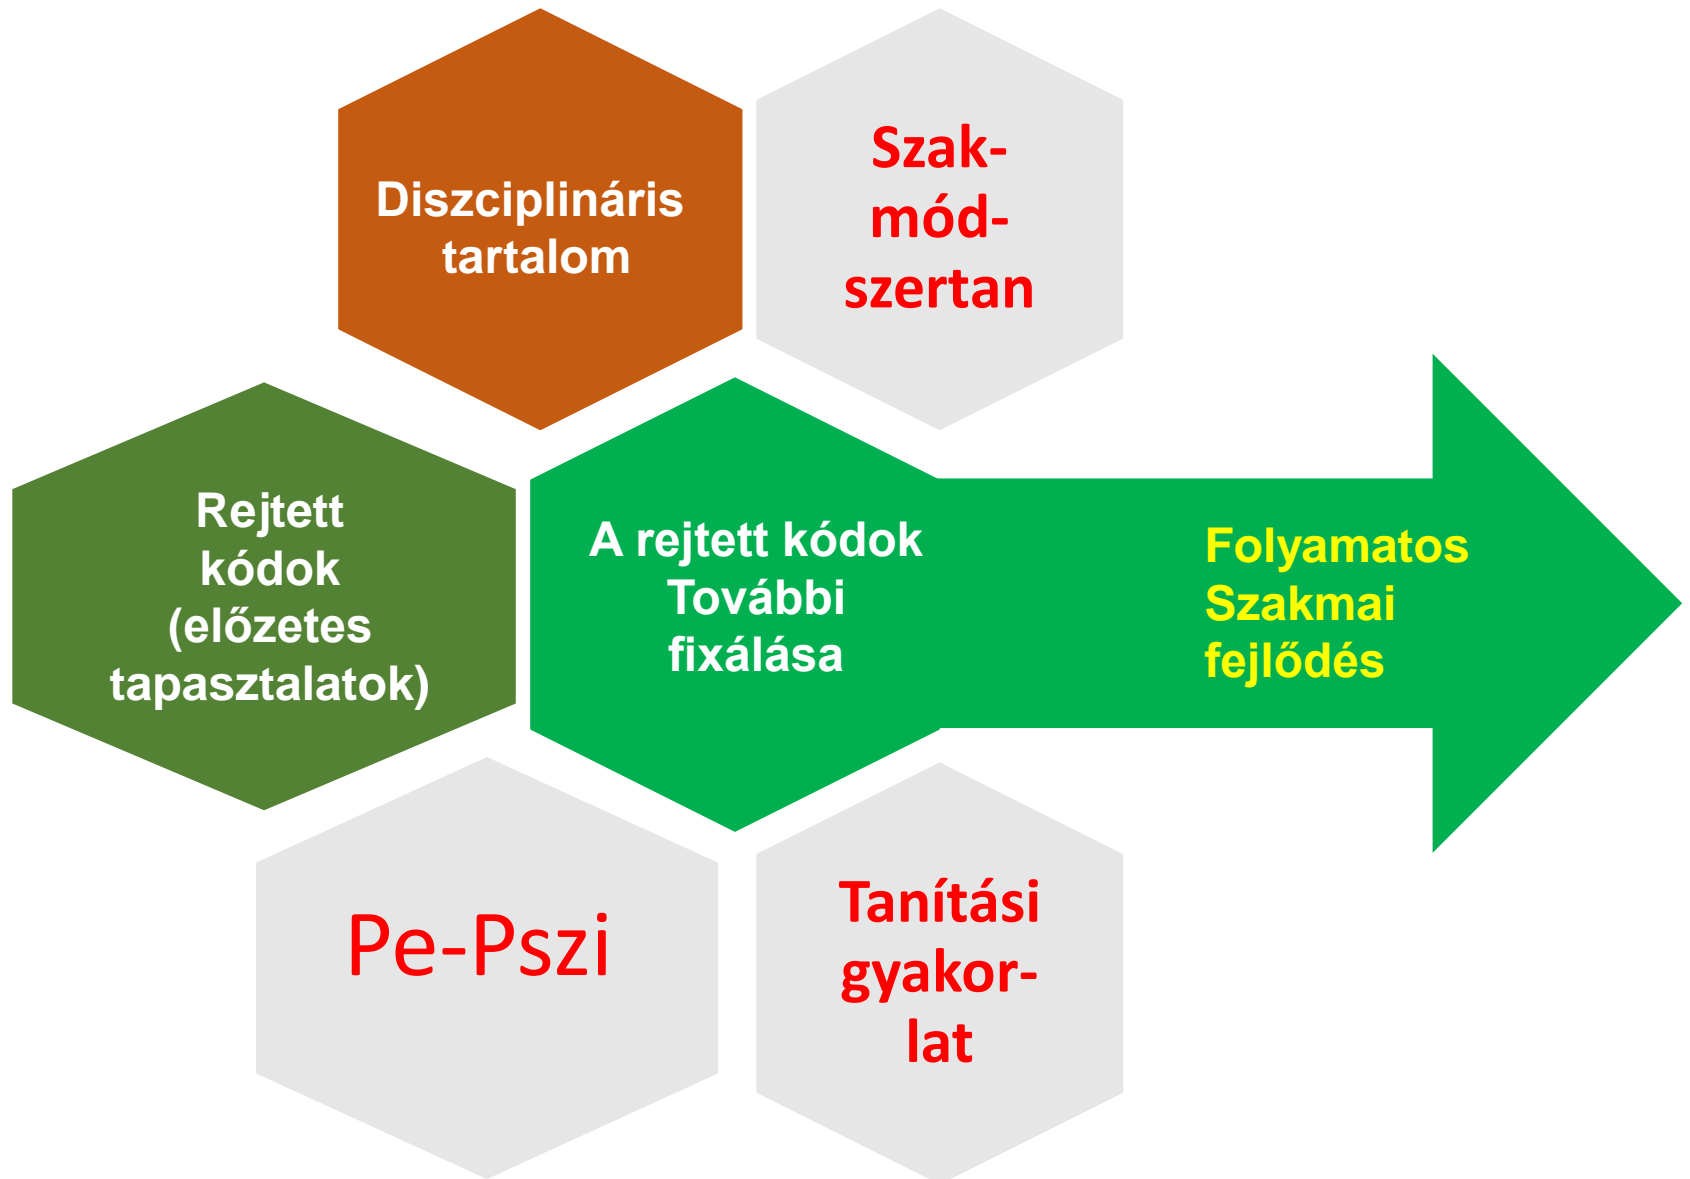 Diszciplináris
tartalom
Szak-
mód-
szertan
Rejtett
kódok
(előzetes
tapasztalatok)
A rejtett kódok
További
fixálása
Folyamatos
Szakmai
fejlődés
Pe-Pszi
Tanítási
gyakor-
lat